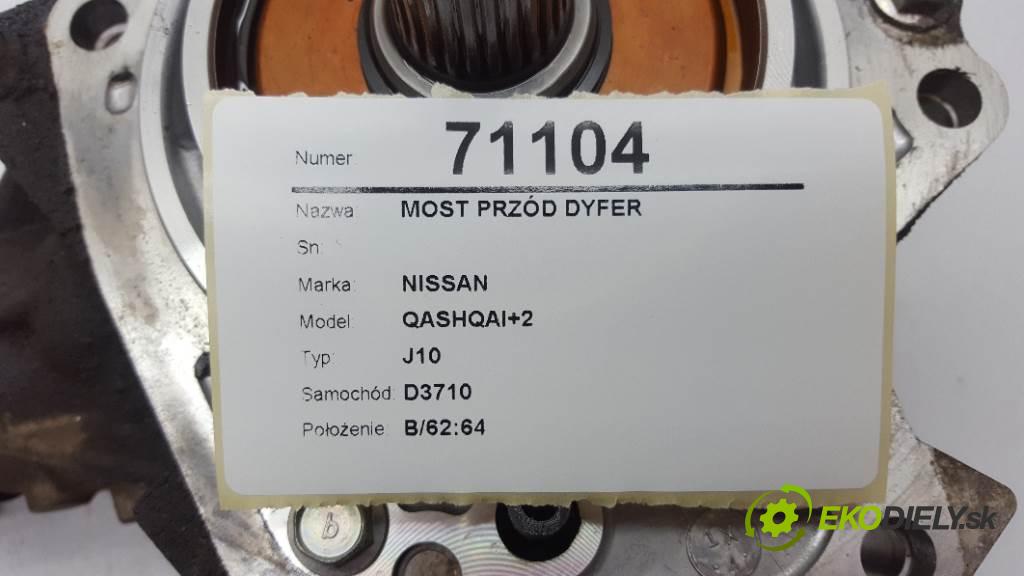 Numer: 71104
Nazwa: MOST PRZÓD DYFER
Sn:
Marka: NISSAN
Model: QASHQAI+2
Typ: J10
Samochód: D3710
Położenie: B/62:64
EKODIELY.sk